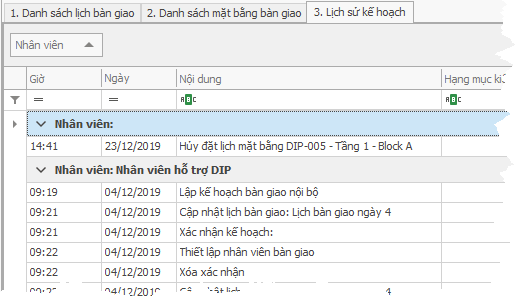 1. Danh sách lịch bàn giao 2. Danh sách mặt bằng bàn giao 3. Lịch sử kế hoạch
Nhân viên
Giờ Ngày Nội dung Hạng mục
= = ABC ABC
Nhân viên:
14:41 23/12/2019 Hủy đặt lịch mặt bằng DIP-005 - Tầng 1 - Block A
Nhân viên: Nhân viên hỗ trợ DIP
09:19 04/12/2019 Lập kế hoạch bàn giao nội bộ
09:21 04/12/2019 Cập nhật lịch bàn giao: Lịch bàn giao ngày 4
09:21 04/12/2019 Xác nhận kế hoạch:
09:22 04/12/2019 Thiết lập nhân viên bàn giao
09:22 04/12/2019 Xóa xác nhận